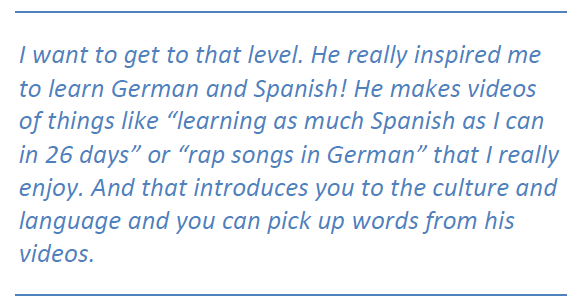 I want to get to that level. He really inspired me
to learn German and Spanish! He makes videos
of things like “learning as much Spanish as I can
in 26 days” or “rap songs in German” that I really
enjoy. And that introduces you to the culture and
language and you can pick up words from his
videos.